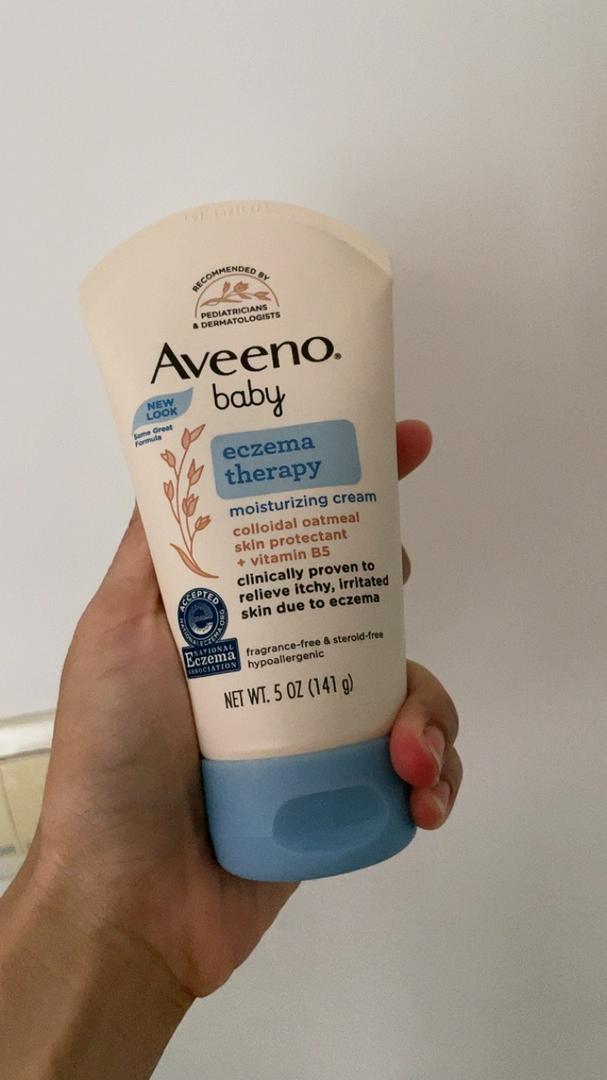 RECOMMENDED BY
PEDIATRICIANS
& DERMATOLOGISTS
Aveeno®
baby
NEW
LOOK
Same Great
Formula
eczema
therapy
moisturizing cream
colloidal oatmeal
skin protectant
+ vitamin B5
clinically proven to
relieve itchy, irritated
skin due to eczema
ACCEPTED
NATIONALECZEMA.ORG
NATIONAL
Eczema
ASSOCIATION
fragrance-free & steroid-free
hypoallergenic
NET WT. 5 OZ (141 g)